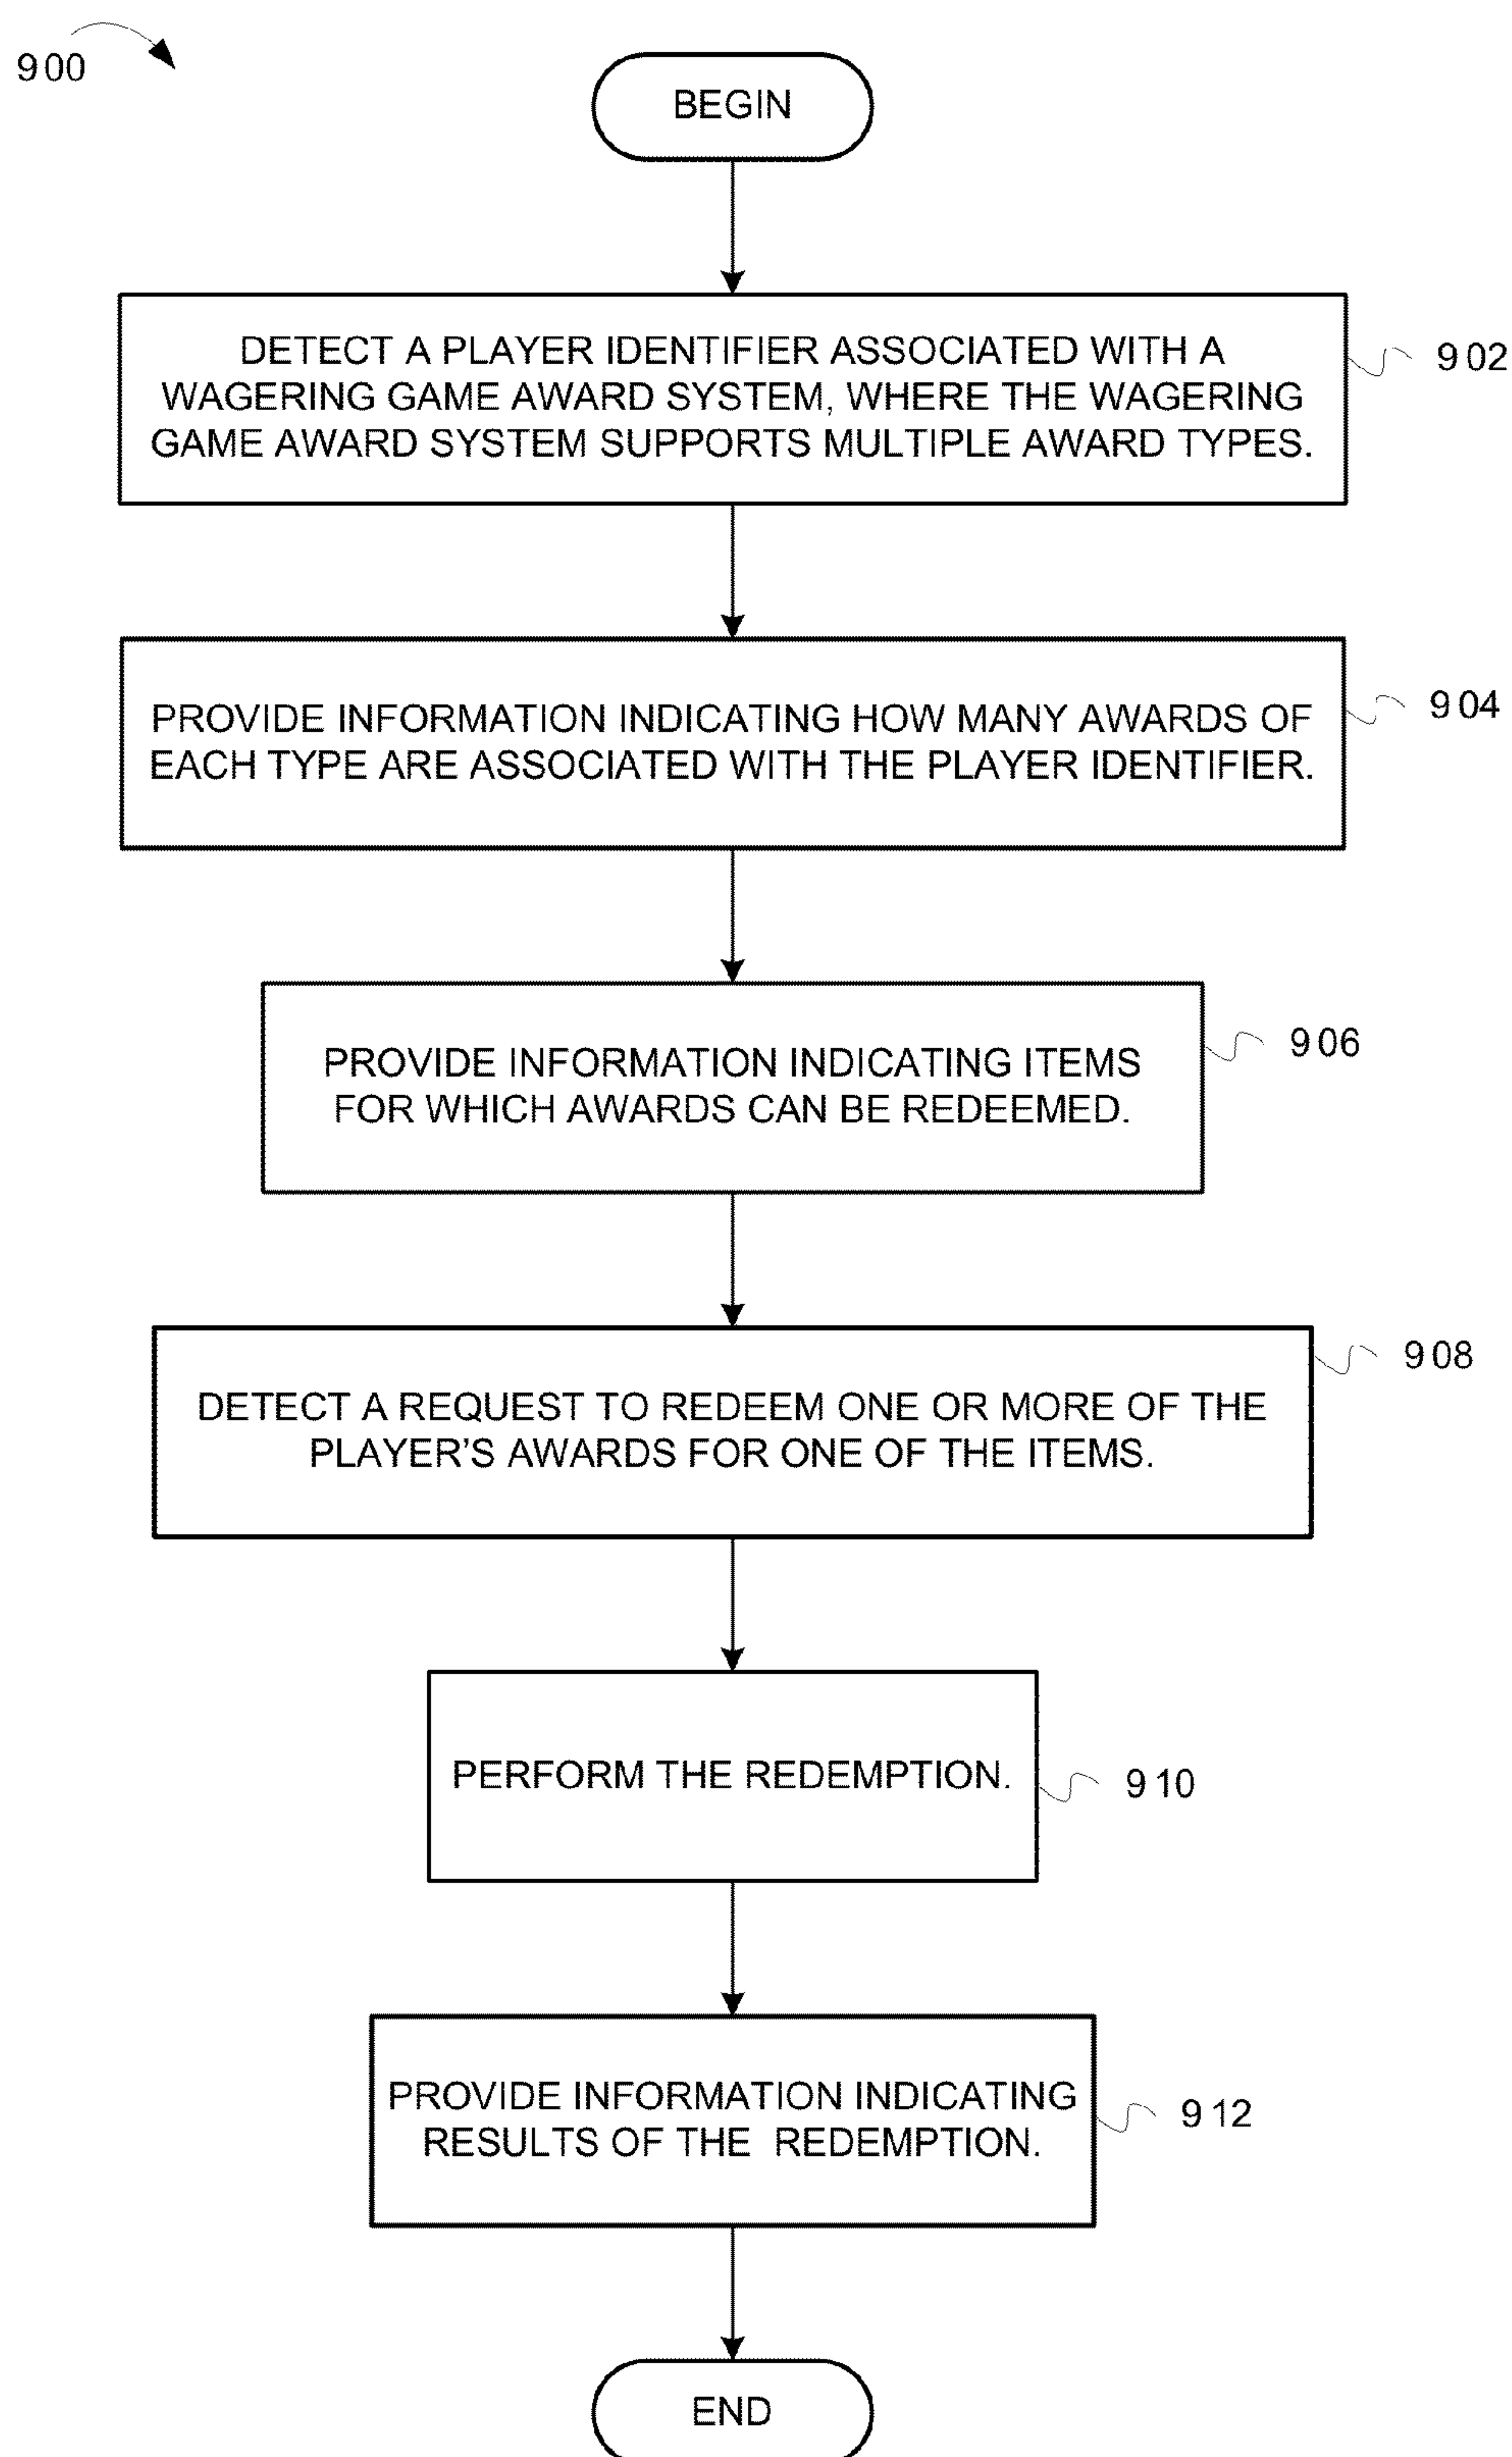 900
BEGIN
DETECT A PLAYER IDENTIFIER ASSOCIATED WITH A
WAGERING GAME AWARD SYSTEM, WHERE THE WAGERING
GAME AWARD SYSTEM SUPPORTS MULTIPLE AWARD TYPES.
902
PROVIDE INFORMATION INDICATING HOW MANY AWARDS OF
EACH TYPE ARE ASSOCIATED WITH THE PLAYER IDENTIFIER.
904
PROVIDE INFORMATION INDICATING ITEMS
FOR WHICH AWARDS CAN BE REDEEMED.
906
DETECT A REQUEST TO REDEEM ONE OR MORE OF THE
PLAYER'S AWARDS FOR ONE OF THE ITEMS.
908
PERFORM THE REDEMPTION.
910
PROVIDE INFORMATION INDICATING
RESULTS OF THE REDEMPTION.
912
END